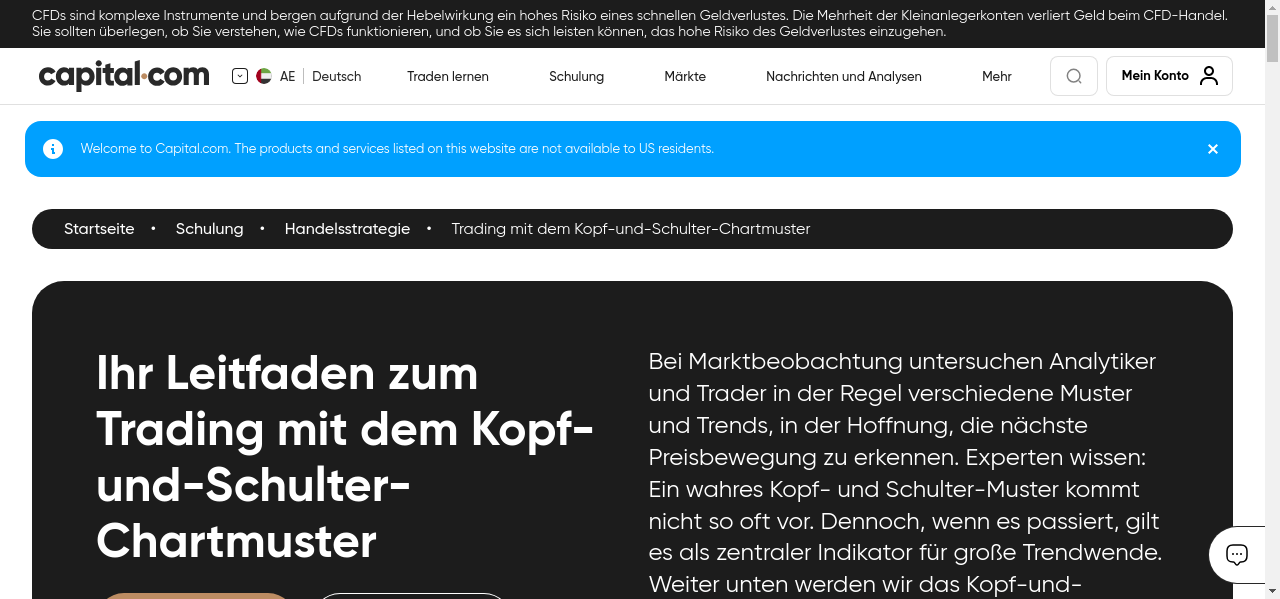 CFDs sind komplexe Instrumente und bergen aufgrund der Hebelwirkung ein hohes Risiko eines schnellen Geldverlustes. Die Mehrheit der Kleinanlegerkonten verliert Geld beim CFD-Handel.
Sie sollten überlegen, ob Sie verstehen, wie CFDs funktionieren, und ob Sie es sich leisten können, das hohe Risiko des Geldverlustes einzugehen.
capital.com
AE
Deutsch
Traden lernen
Schulung
Märkte
Nachrichten und Analysen
Mehr
Mein Konto
Welcome to Capital.com. The products and services listed on this website are not available to US residents.
Startseite • Schulung • Handelsstrategie • Trading mit dem Kopf-und-Schulter-Chartmuster
Ihr Leitfaden zum
Trading mit dem Kopf-
und-Schulter-
Chartmuster
Bei Marktbeobachtung untersuchen Analytiker
und Trader in der Regel verschiedene Muster
und Trends, in der Hoffnung, die nächste
Preisbewegung zu erkennen. Experten wissen:
Ein wahres Kopf- und Schulter-Muster kommt
nicht so oft vor. Dennoch, wenn es passiert, gilt
es als zentraler Indikator für große Trendwende.
Weiter unten werden wir das Kopf-und-